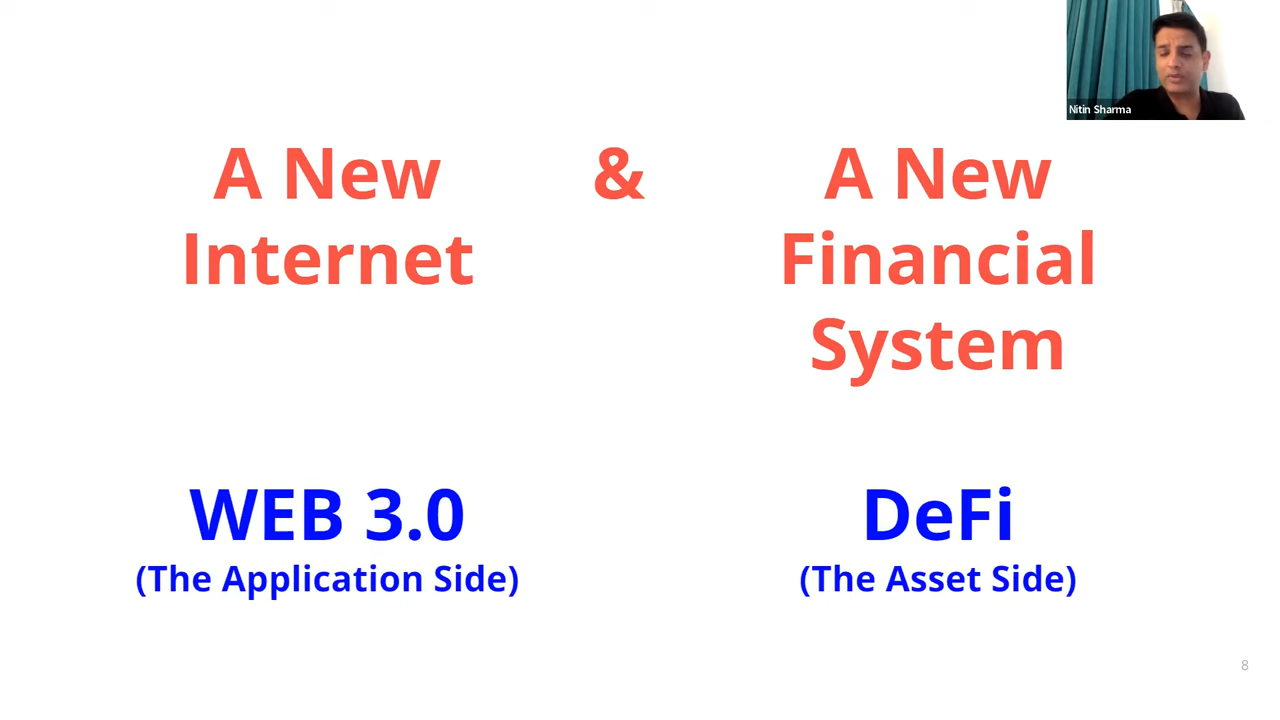 Nitin Sharma
A New
Internet
&
A New
Financial
System
WEB 3.0
(The Application Side)
DeFi
(The Asset Side)
8